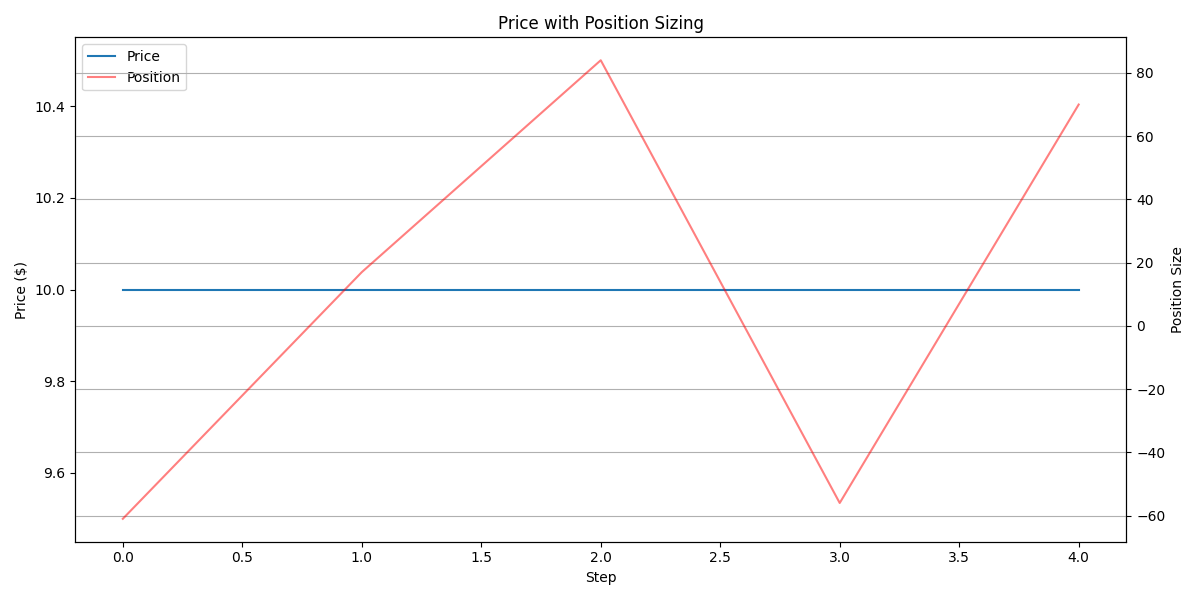 Price with Position Sizing
Price
Position
Price ($)
10.4
10.2
10.0
9.8
9.6
80
60
40
20
0
−20
−40
−60
Position Size
0.0 0.5 1.0 1.5 2.0 2.5 3.0 3.5 4.0
Step